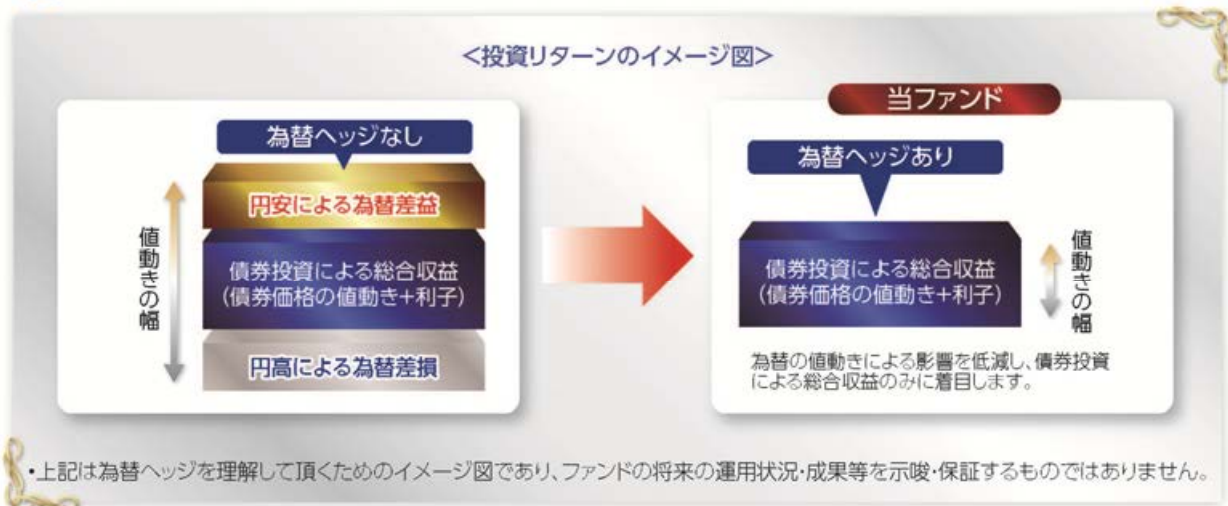 <投資リターンのイメージ図>
為替ヘッジなし
円安による為替差益
債券投資による総合収益
(債券価格の値動き+利子)
円高による為替差損
値動きの幅
当ファンド
為替ヘッジあり
債券投資による総合収益
(債券価格の値動き+利子)
値動きの幅
為替の値動きによる影響を低減し、債券投資
による総合収益のみに着目します。
・上記は為替ヘッジを理解して頂くためのイメージ図であり、ファンドの将来の運用状況・成果等を示唆・保証するものではありません。